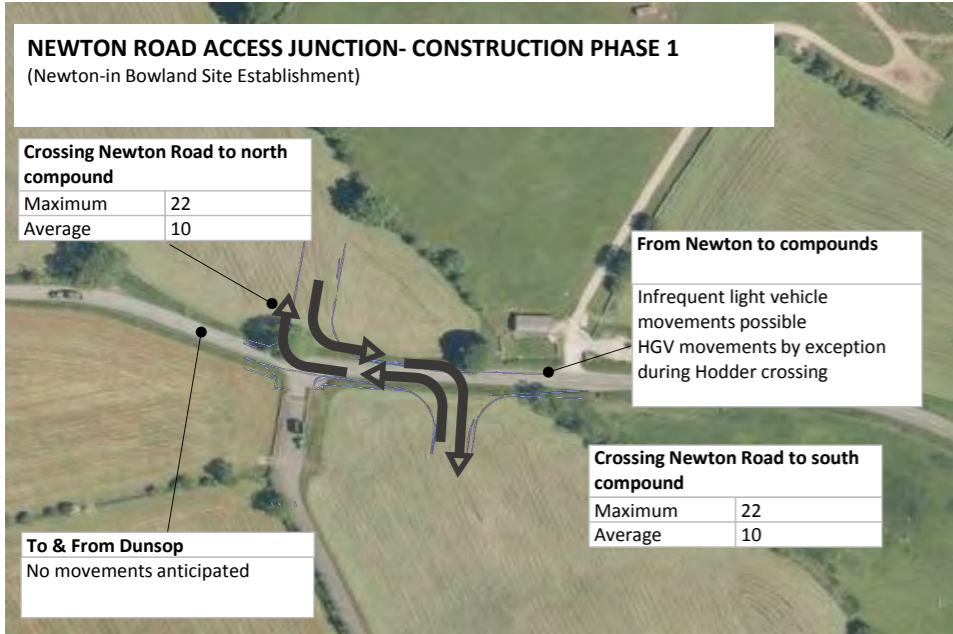 NEWTON ROAD ACCESS JUNCTION- CONSTRUCTION PHASE 1
(Newton-in Bowland Site Establishment)
Crossing Newton Road to north
compound
Maximum 22
Average 10
From Newton to compounds
Infrequent light vehicle
movements possible
HGV movements by exception
during Hodder crossing
Crossing Newton Road to south
compound
Maximum 22
Average 10
To & From Dunsop
No movements anticipated